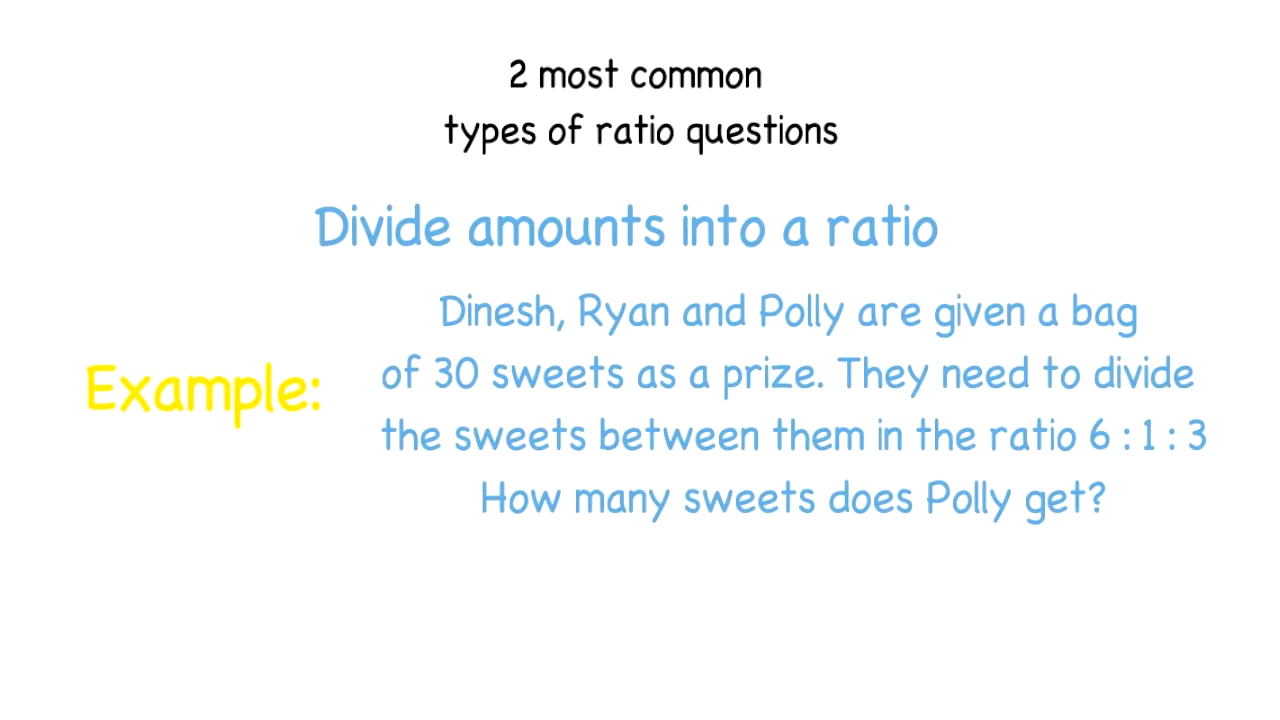 2 most common
types of ratio questions
Divide amounts into a ratio
Example:
Dinesh, Ryan and Polly are given a bag
of 30 sweets as a prize. They need to divide
the sweets between them in the ratio 6 : 1 : 3
How many sweets does Polly get?